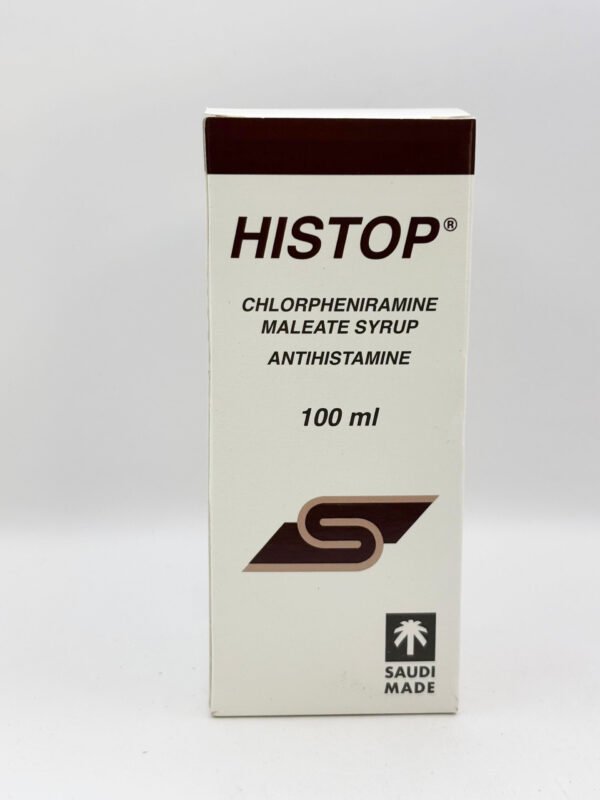 HISTOP®
CHLORPHENIRAMINE
MALEATE SYRUP
ANTIHISTAMINE
100 ml
SAUDI
MADE